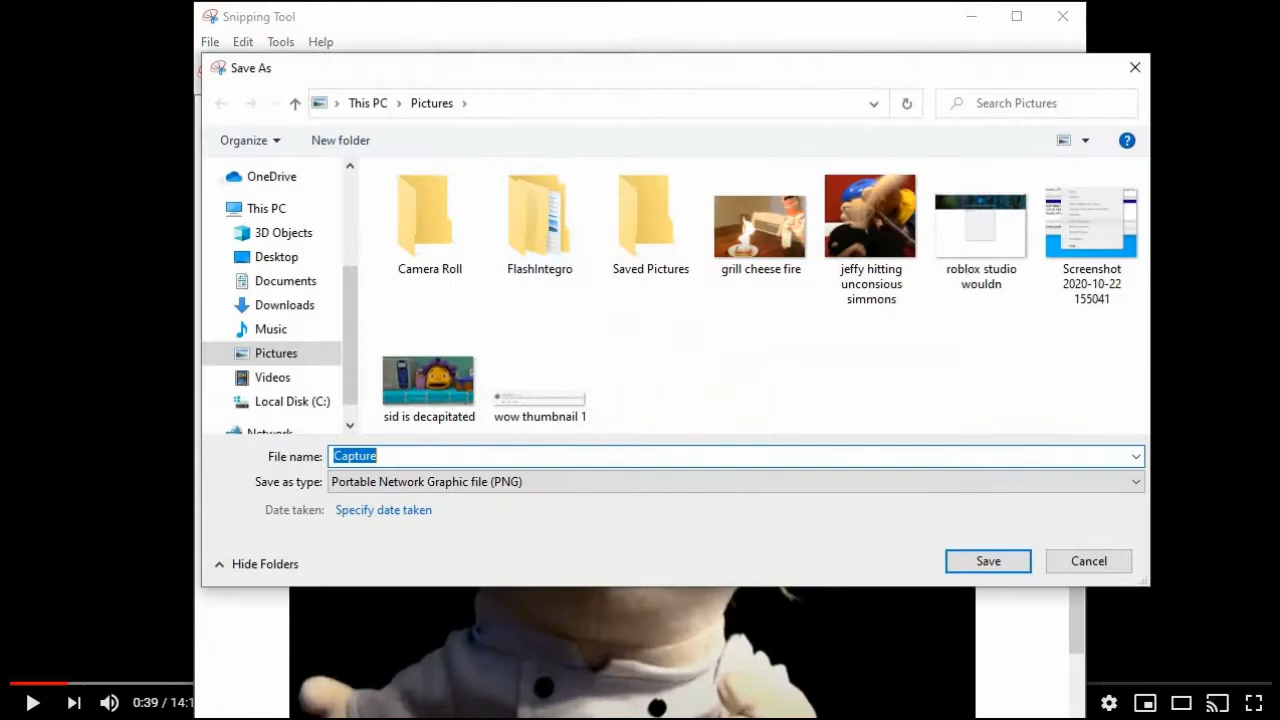 Snipping Tool
File Edit Tools Help
Save As
This PC Pictures Search Pictures
Organize New folder
OneDrive
This PC
3D Objects
Desktop
Documents
Downloads
Music
Pictures
Videos
Local Disk (C:)
Network
Camera Roll
FlashIntegro
Saved Pictures
grill cheese fire
jeffy hitting
unconsious
simmons
roblox studio
wouldn
Screenshot
2020-10-22
155041
sid is decapitated
wow thumbnail 1
File name: Capture
Save as type: Portable Network Graphic file (PNG)
Date taken: Specify date taken
Hide Folders
Save Cancel
0:39 / 14:1